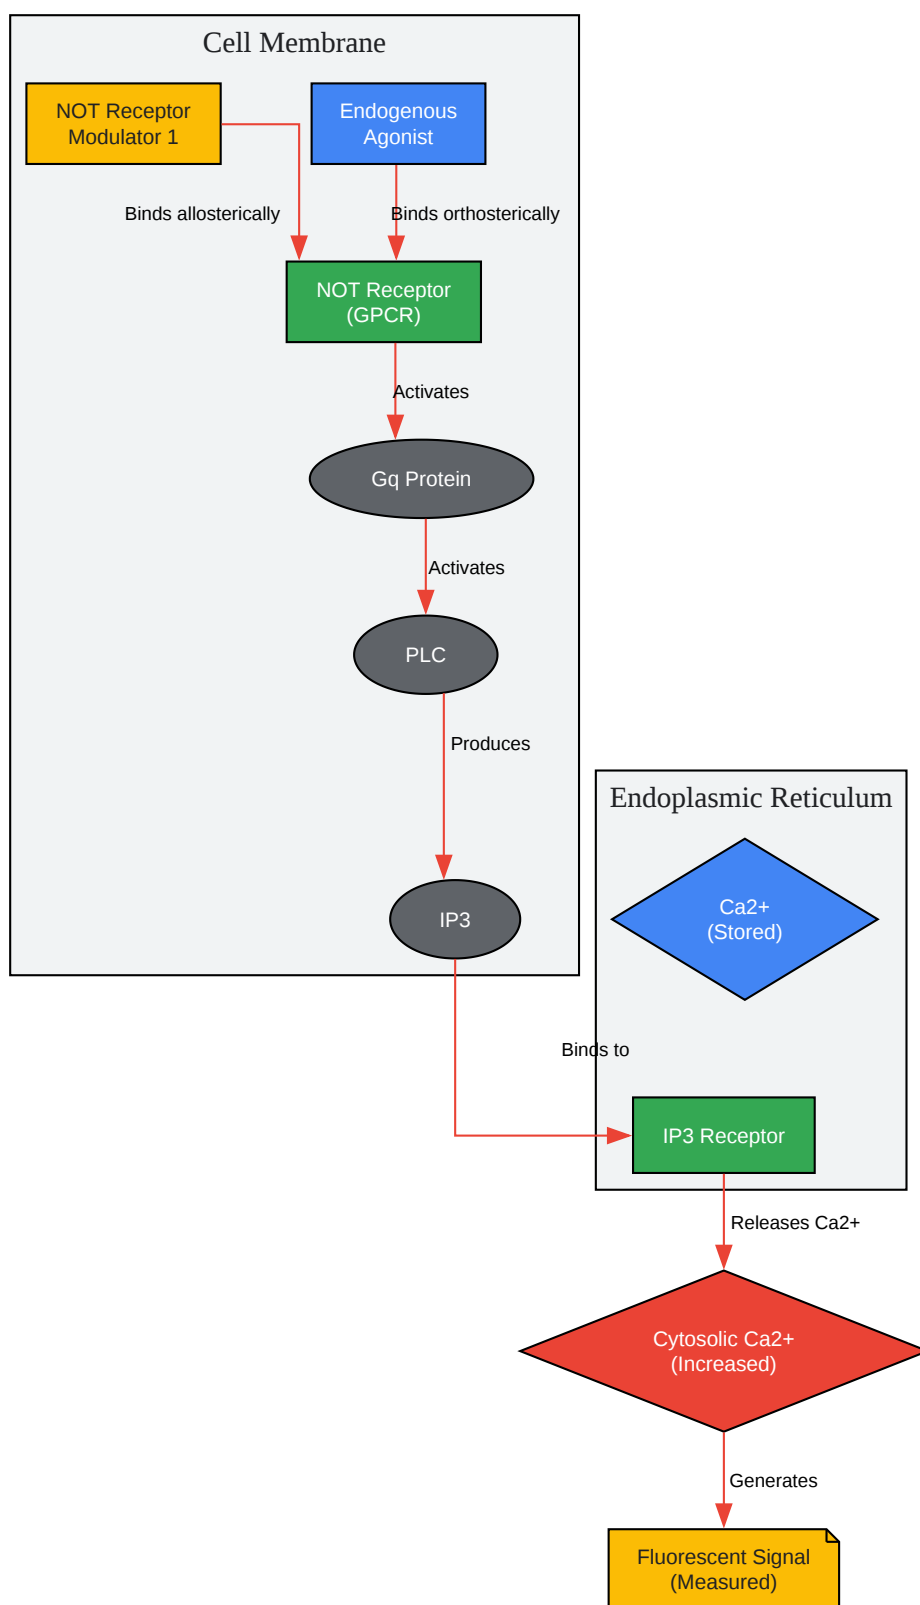 Cell Membrane
NOT Receptor
Modulator 1
Endogenous
Agonist
Binds allosterically
Binds orthosterically
NOT Receptor
(GPCR)
Activates
Gq Protein
Activates
PLC
Produces
IP3
Endoplasmic Reticulum
Ca2+
(Stored)
Binds to
IP3 Receptor
Releases Ca2+
Cytosolic Ca2+
(Increased)
Generates
Fluorescent Signal
(Measured)